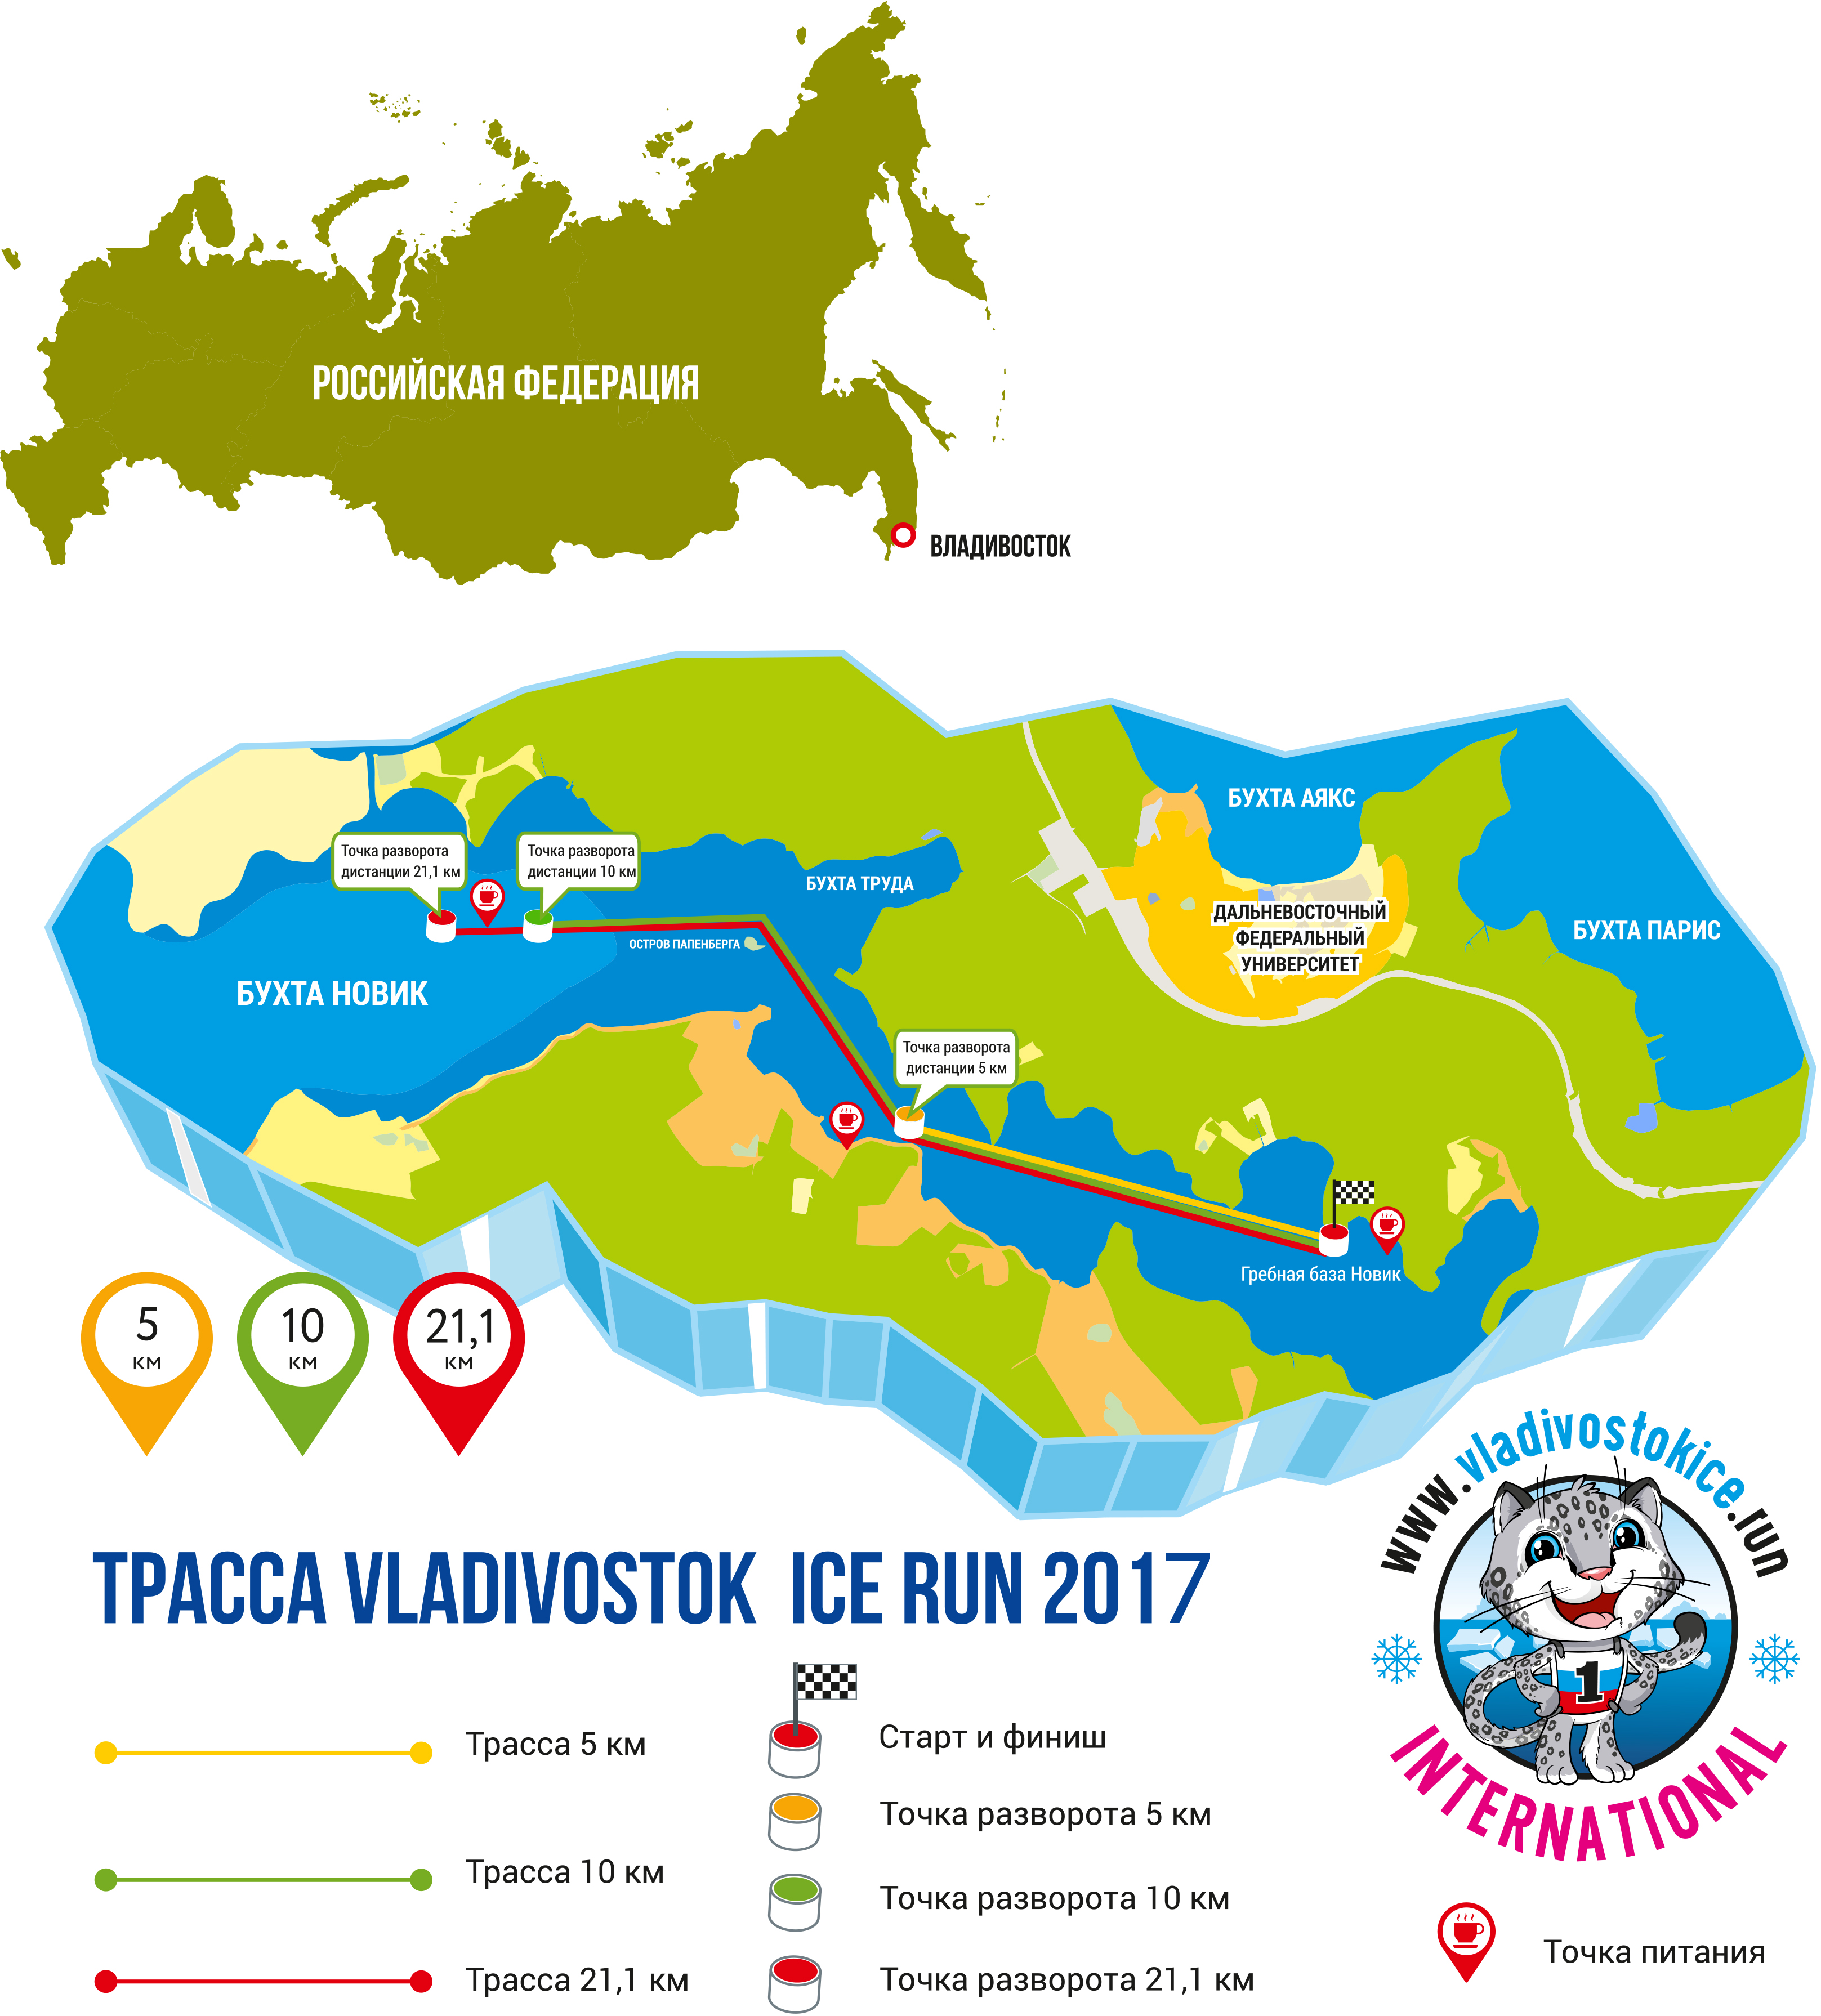 РОССИЙСКАЯ ФЕДЕРАЦИЯ
ВЛАДИВОСТОК
БУХТА АЯКС
Точка разворота
дистанции 21,1 км
Точка разворота
дистанции 10 км
БУХТА ТРУДА
ДАЛЬНЕВОСТОЧНЫЙ
ФЕДЕРАЛЬНЫЙ
УНИВЕРСИТЕТ
БУХТА ПАРИС
ОСТРОВ ПАПЕНБЕРГА
БУХТА НОВИК
Точка разворота
дистанции 5 км
Гребная база Новик
5
КМ
10
КМ
21,1
КМ
www.vladivostokice.run
1
INTERNATIONAL
ТРАССА VLADIVOSTOK ICE RUN 2017
Трасса 5 км
Трасса 10 км
Трасса 21,1 км
Старт и финиш
Точка разворота 5 км
Точка разворота 10 км
Точка разворота 21,1 км
Точка питания